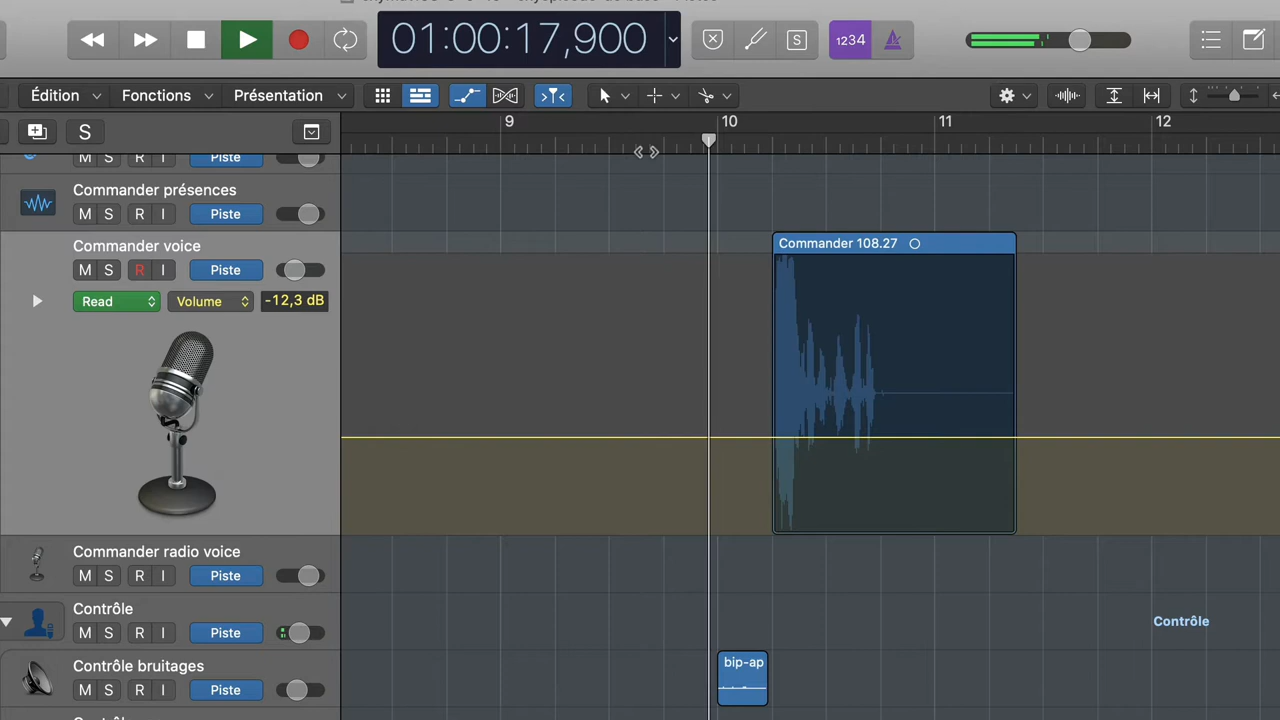 01:00:17,900
S
1234
Édition
Fonctions
Présentation
S
9
10
11
12
M S R I Piste
Commander présences
M S R I Piste
Commander voice
M S R I Piste
Read
Volume
-12,3 dB
Commander 108.27
Commander radio voice
M S R I Piste
Contrôle
M S R I Piste
Contrôle
Contrôle bruitages
M S R I Piste
bip-ap